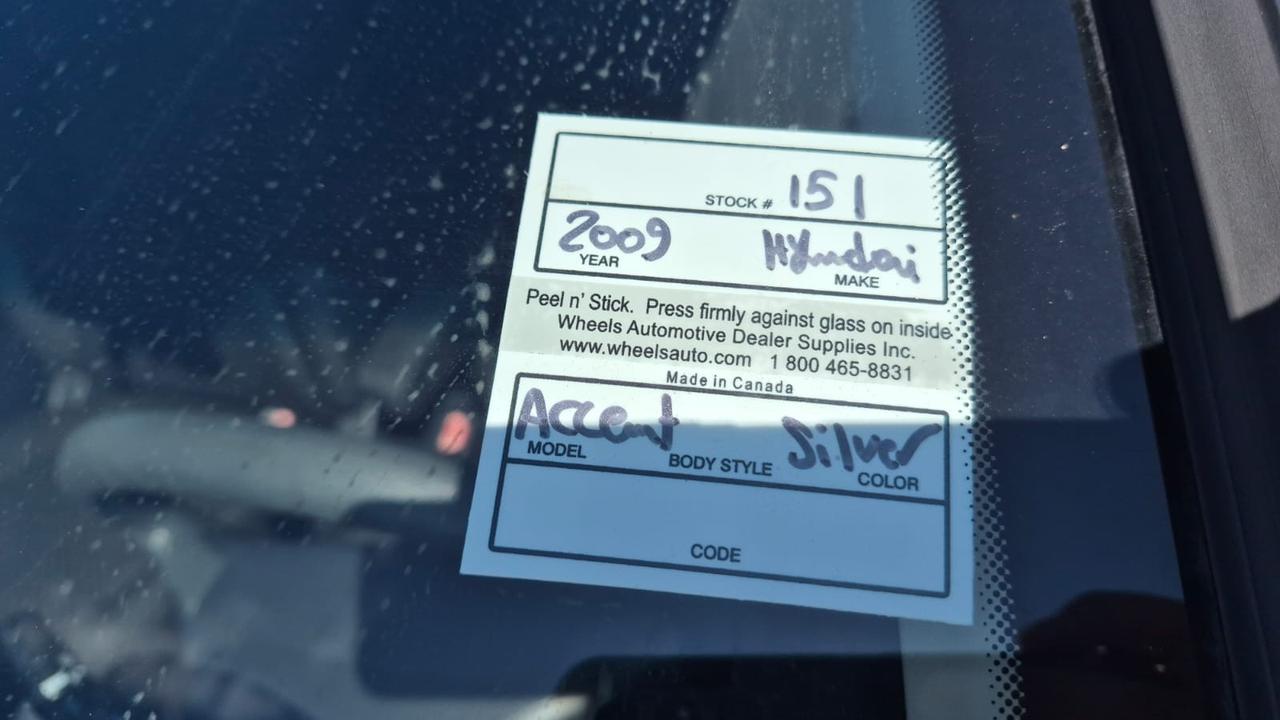 STOCK # 151
2009 Hyundai
YEAR MAKE
Peel n' Stick. Press firmly against glass on inside
Wheels Automotive Dealer Supplies Inc.
www.wheelsauto.com 1 800 465-8831
Made in Canada
Accent Silver
MODEL BODY STYLE COLOR
CODE